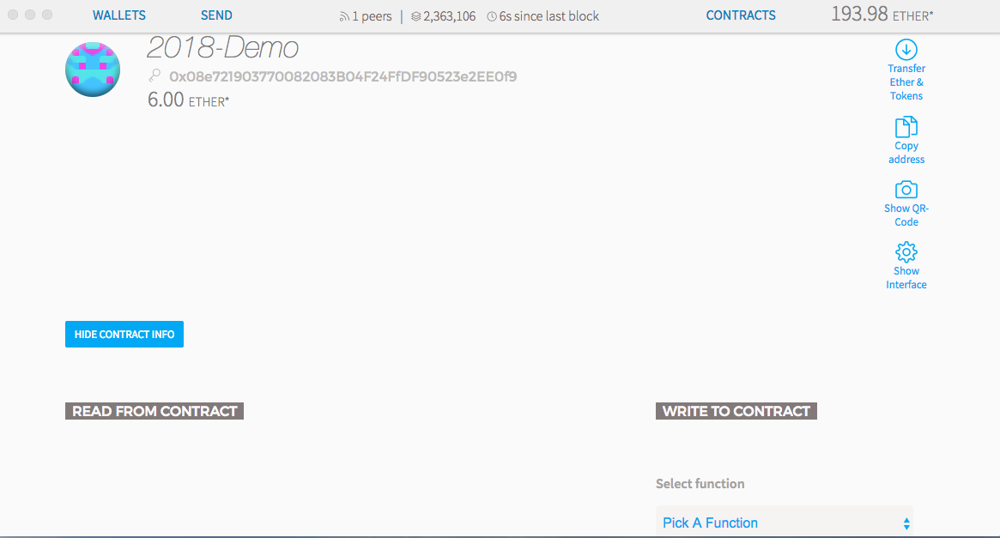 WALLETS SEND 1 peers | 2,363,106 6s since last block CONTRACTS 193.98 ETHER*
2018-Demo
0x08e721903770082083B04F24FfDF90523e2EE0f9
6.00 ETHER*
Transfer
Ether &
Tokens
Copy
address
Show QR-
Code
Show
Interface
HIDE CONTRACT INFO
READ FROM CONTRACT
WRITE TO CONTRACT
Select function
Pick A Function